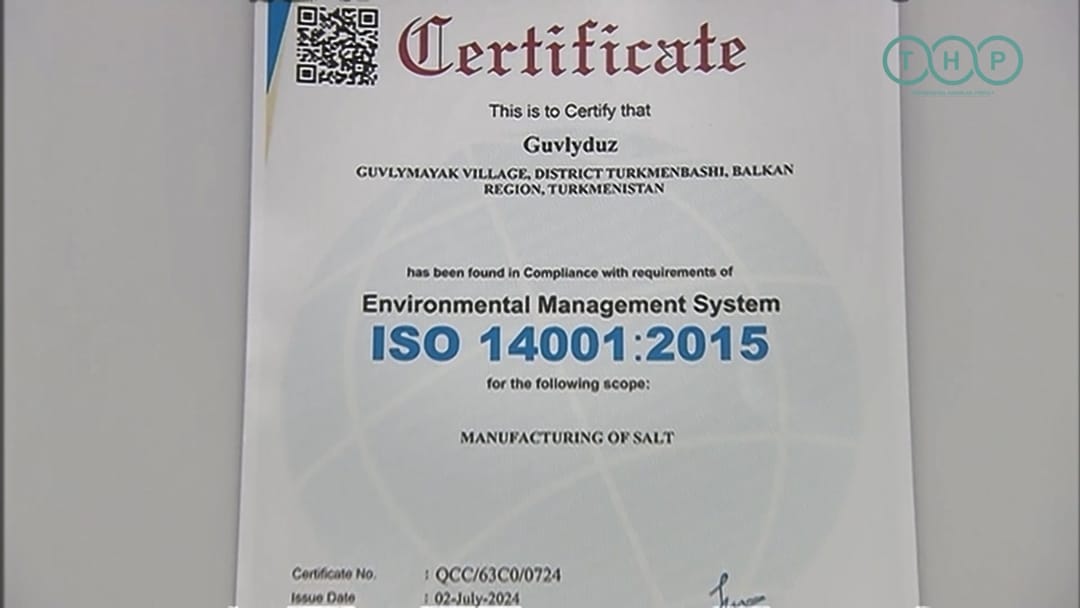 Certificate
THP
This is to Certify that
Guvlyduz
GUVLYMAYAK VILLAGE, DISTRICT TURKMENBASHI, BALKAN
REGION, TURKMENISTAN
has been found in Compliance with requirements of
Environmental Management System
ISO 14001:2015
for the following scope:
MANUFACTURING OF SALT
Certificate No. : QCC/63C0/0724
Issue Date : 02-July-2024